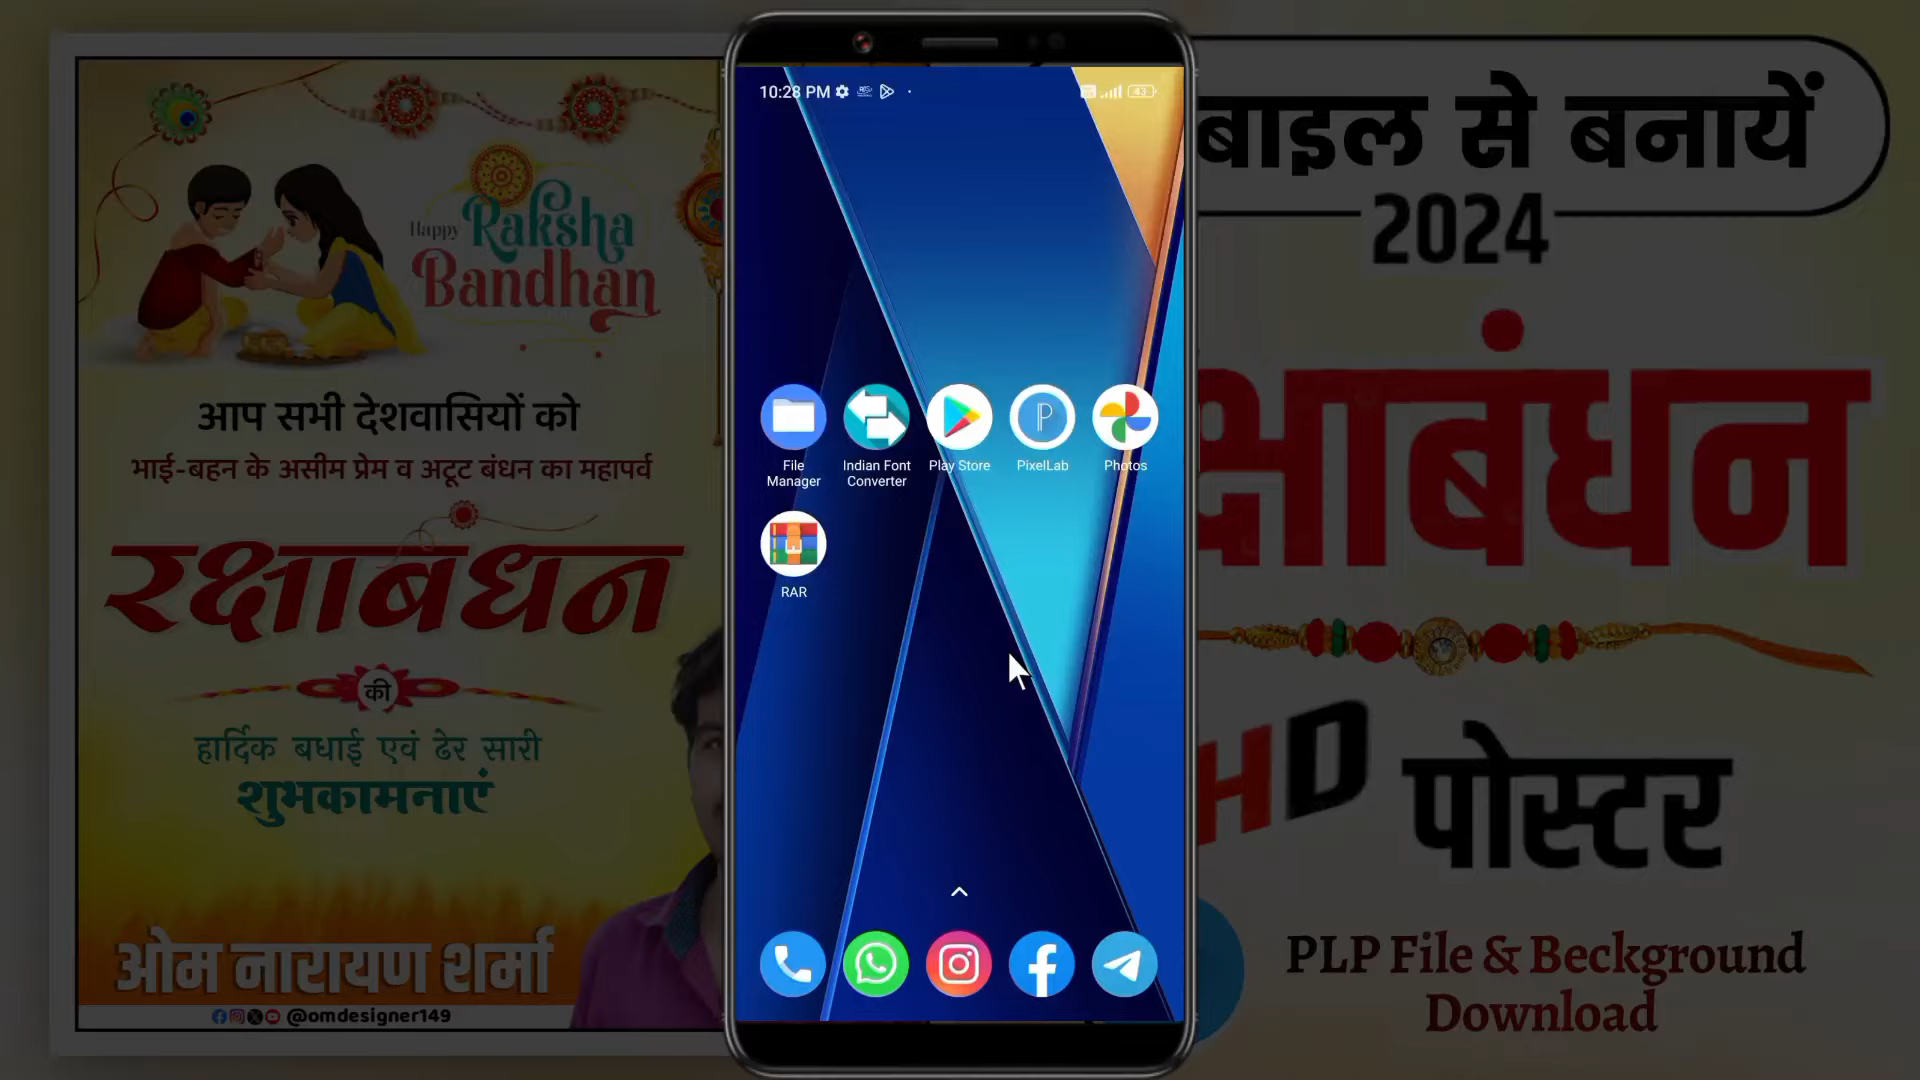 Happy
Raksha
Bandhan
आप सभी देशवासियों को
भाई-बहन के असीम प्रेम व अटूट बंधन का महापर्व
रक्षाबंधन
की
हार्दिक बधाई एवं ढेर सारी
शुभकामनाएं
ओम नारायण शर्मा
@omdesigner149
10:28 PM
43
File
Manager
Indian Font
Converter
Play Store
PixelLab
Photos
RAR
बाइल से बनायें
2024
क्षाबंधन
HD
पोस्टर
PLP File & Beckground
Download